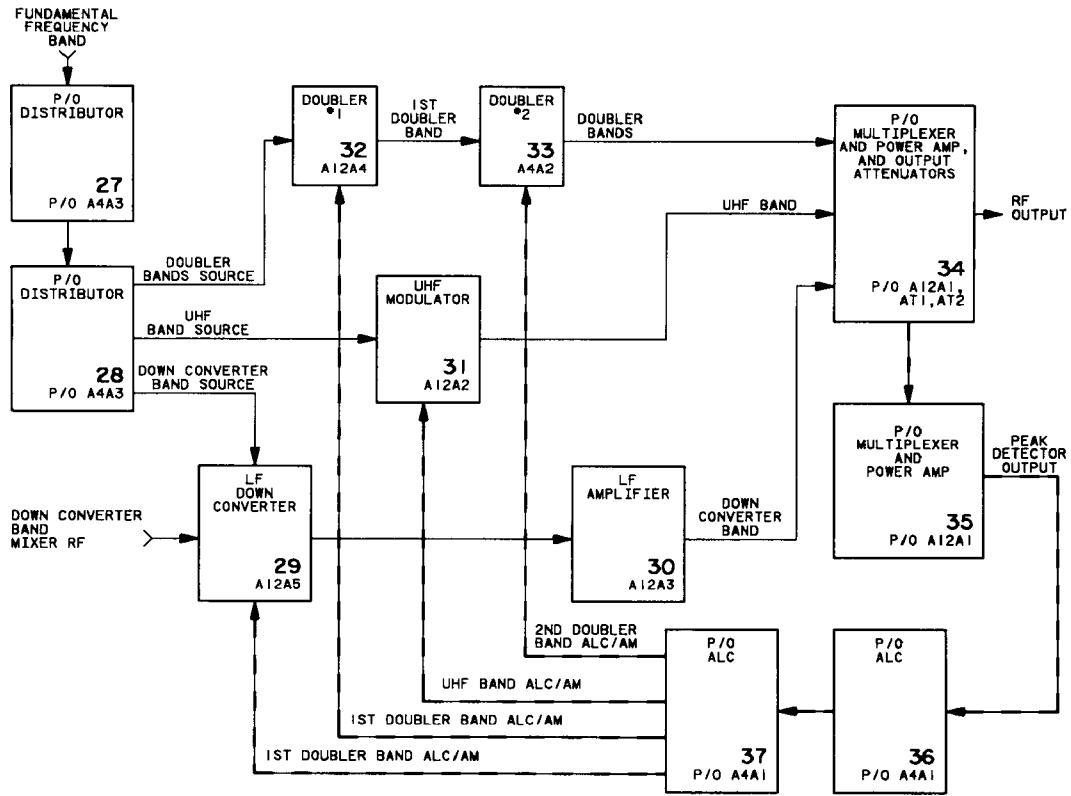 FUNDAMENTAL
FREQUENCY
BAND
P/O
DISTRIBUTOR
27
P/O A4A3
DOUBLER
•1
32
A12A4
1ST
DOUBLER
BAND
DOUBLER
•2
33
A4A2
DOUBLER
BANDS
P/O
MULTIPLEXER
AND POWER AMP,
AND OUTPUT
ATTENUATORS
34
P/O A12A1,
AT1,AT2
UHF BAND
RF
OUTPUT
P/O
DISTRIBUTOR
28
P/O A4A3
DOUBLER
BANDS SOURCE
UHF
BAND SOURCE
DOWN CONVERTER
BAND SOURCE
UHF
MODULATOR
31
A12A2
DOWN CONVERTER
BAND
MIXER RF
LF
DOWN
CONVERTER
29
A12A5
LF
AMPLIFIER
30
A12A3
DOWN
CONVERTER
BAND
P/O
MULTIPLEXER
AND
POWER AMP
35
P/O A12A1
PEAK
DETECTOR
OUTPUT
2ND DOUBLER
BAND ALC/AM
UHF BAND ALC/AM
1ST DOUBLER BAND ALC/AM
1ST DOUBLER BAND ALC/AM
P/O
ALC
37
P/O A4A1
P/O
ALC
36
P/O A4A1